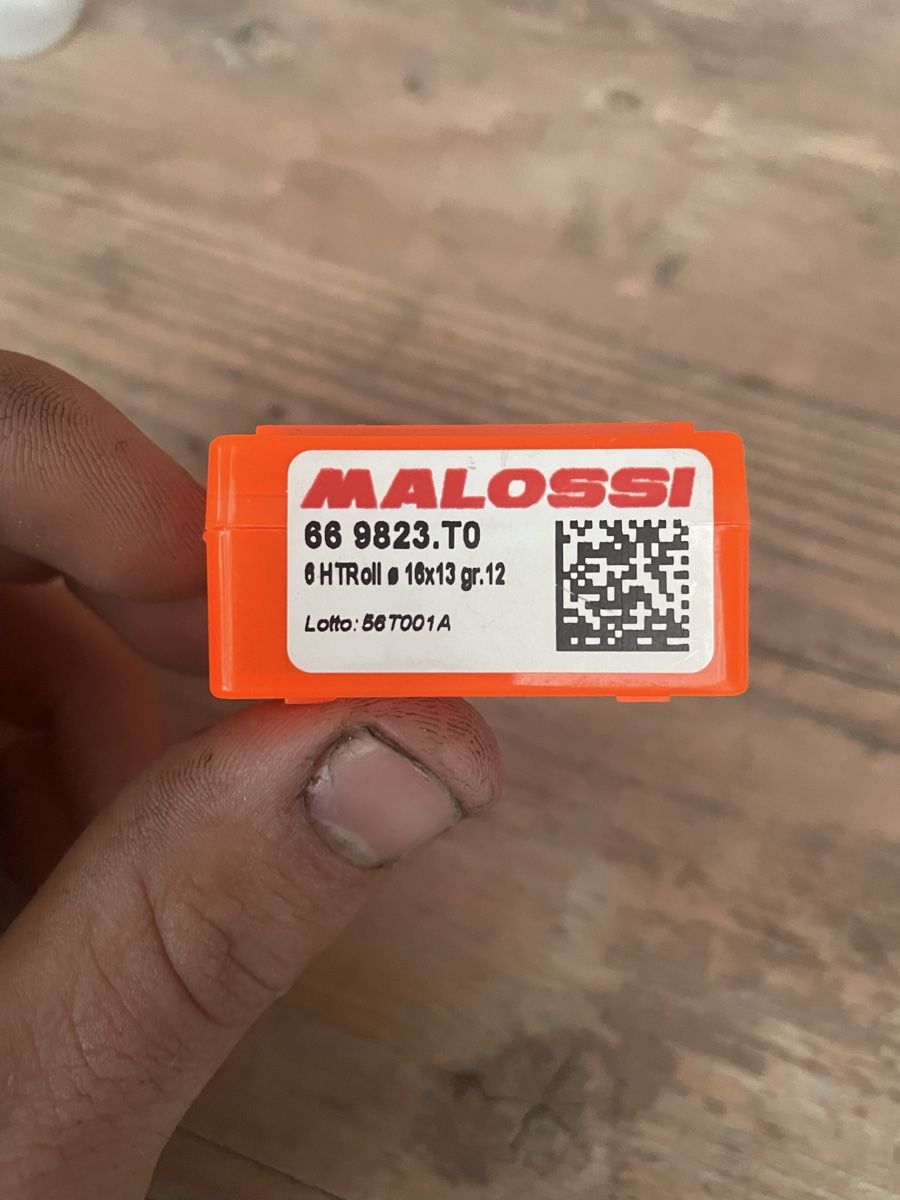 MALOSSI
66 9823.T0
6 HTRoll ø 16x13 gr.12
Lotto: 56T001A